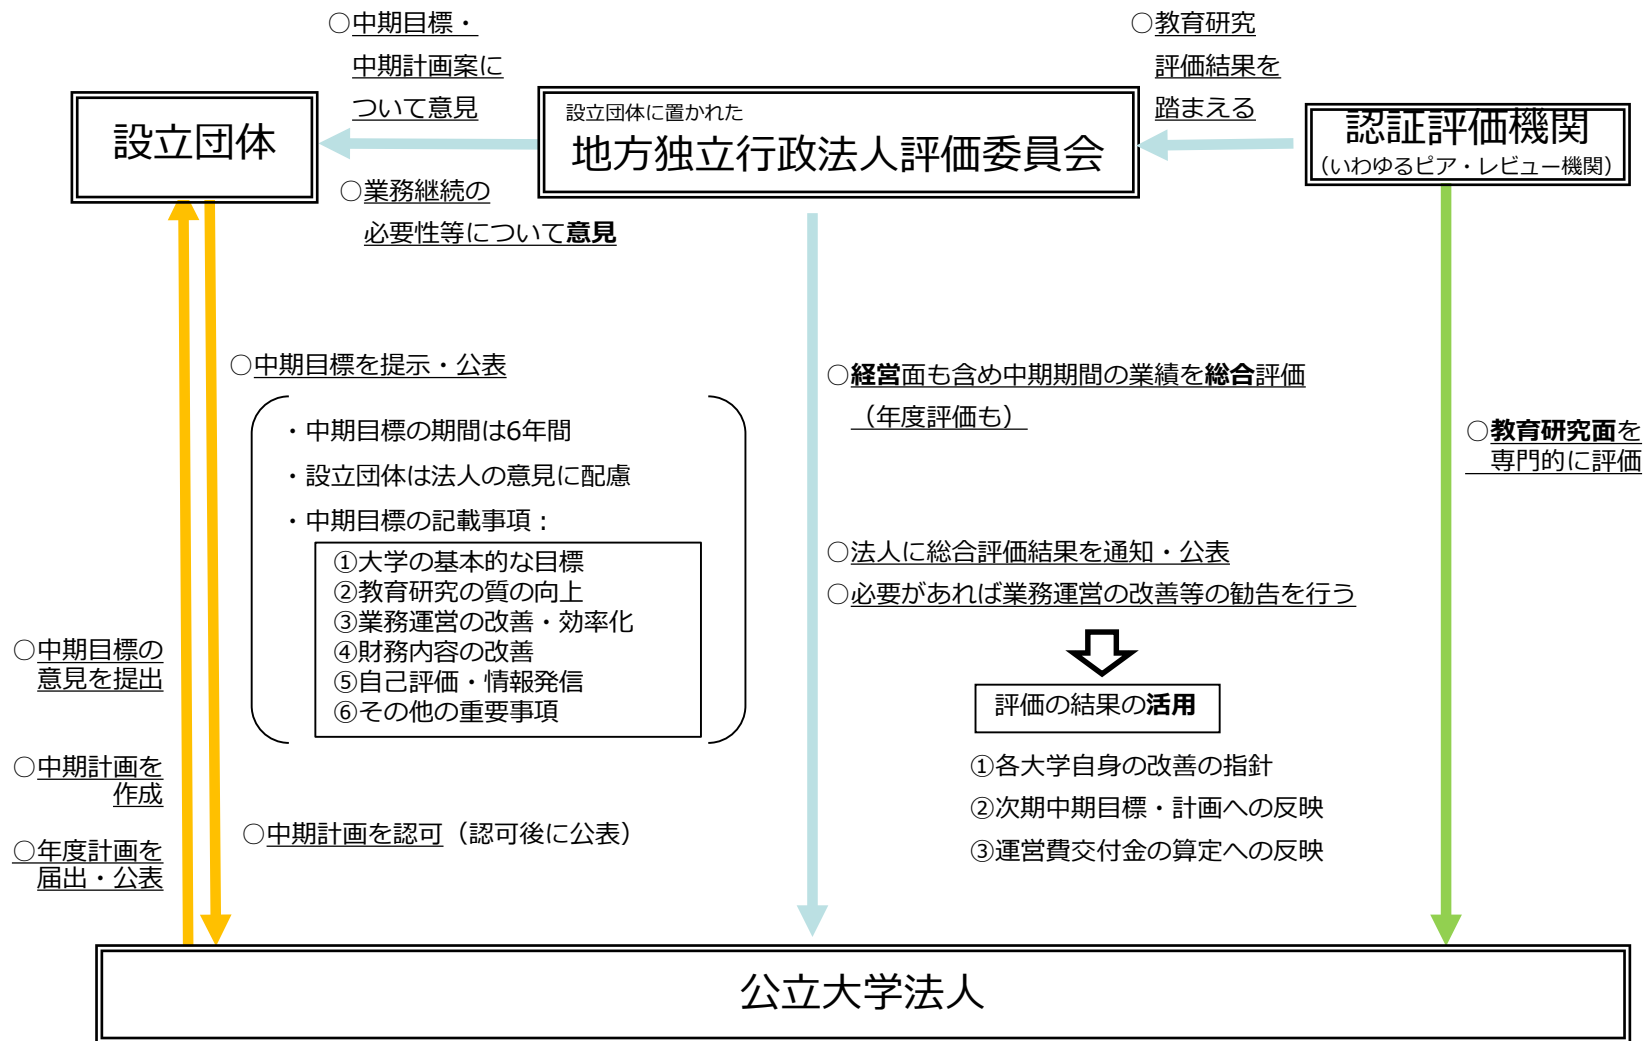 ○中期目標・
中期計画案に
ついて意見
○教育研究
評価結果を
踏まえる
設立団体
設立団体に置かれた
地方独立行政法人評価委員会
認証評価機関
（いわゆるピア・レビュー機関）
○業務継続の
必要性等について意見
○中期目標を提示・公表
・中期目標の期間は6年間
・設立団体は法人の意見に配慮
・中期目標の記載事項：
①大学の基本的な目標
②教育研究の質の向上
③業務運営の改善・効率化
④財務内容の改善
⑤自己評価・情報発信
⑥その他の重要事項
○経営面も含め中期期間の業績を総合評価
（年度評価も）
○教育研究面を
専門的に評価
○法人に総合評価結果を通知・公表
○必要があれば業務運営の改善等の勧告を行う
評価の結果の活用
①各大学自身の改善の指針
②次期中期目標・計画への反映
③運営費交付金の算定への反映
○中期目標の
意見を提出
○中期計画を
作成
○年度計画を
届出・公表
○中期計画を認可（認可後に公表）
公立大学法人